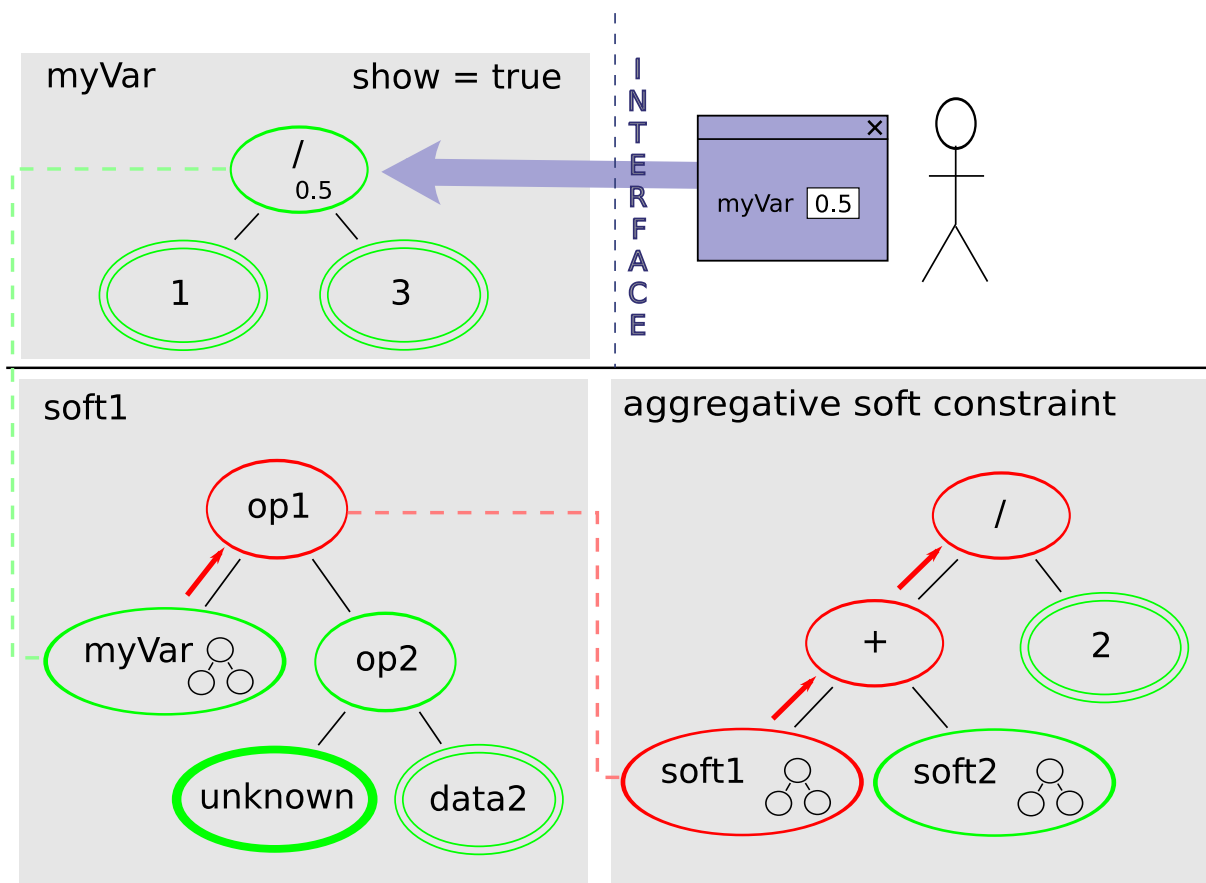 myVar
show = true
/
0.5
1
3
INTERFACE
×
myVar 0.5
soft1
op1
myVar
op2
unknown
data2
aggregative soft constraint
/
+
2
soft1
soft2